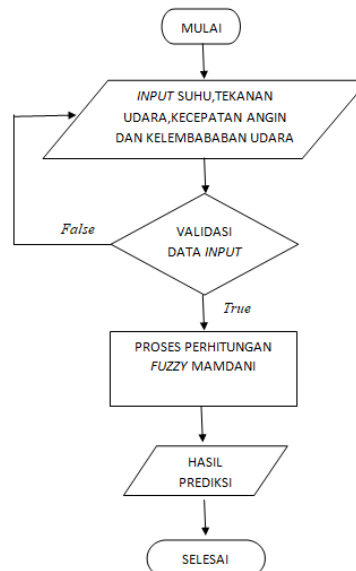 MULAI
INPUT SUHU,TEKANAN
UDARA,KECEPATAN ANGIN
DAN KELEMBABABAN UDARA
False
VALIDASI
DATA INPUT
True
PROSES PERHITUNGAN
FUZZY MAMDANI
HASIL
PREDIKSI
SELESAI